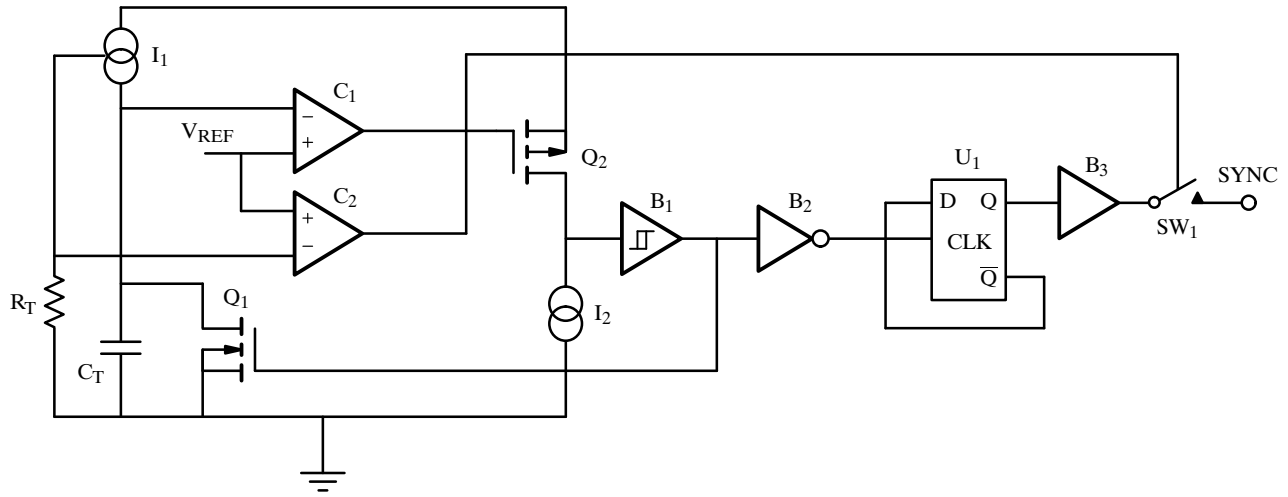 I1
C1
−
+
VREF
Q2
C2
+
−
U1
B3
SYNC
B1
B2
D
Q
SW1
CLK
Q̅
Q1
RT
I2
CT